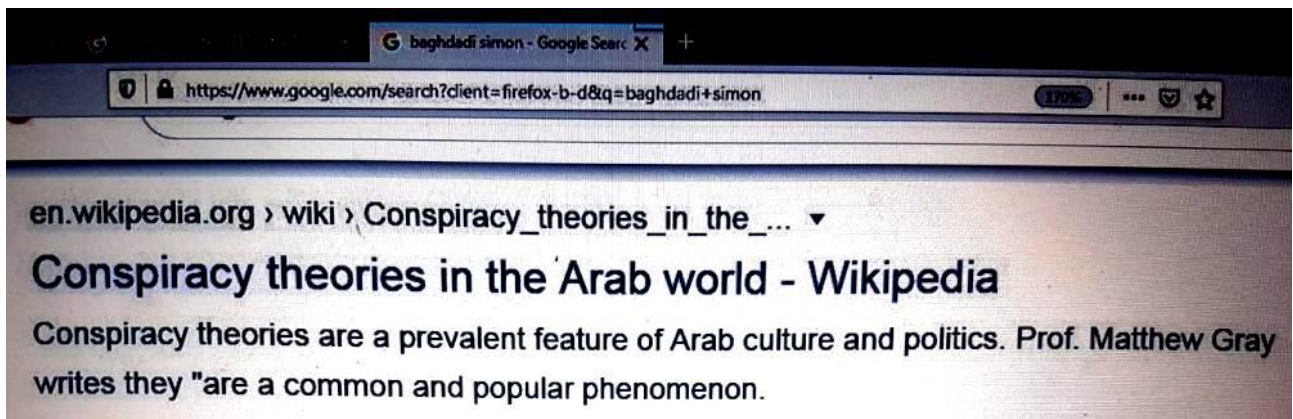 baghdadi simon - Google Searc
https://www.google.com/search?client=firefox-b-d&q=baghdadi+simon
170%
en.wikipedia.org › wiki › Conspiracy_theories_in_the_...
Conspiracy theories in the Arab world - Wikipedia
Conspiracy theories are a prevalent feature of Arab culture and politics. Prof. Matthew Gray
writes they "are a common and popular phenomenon.